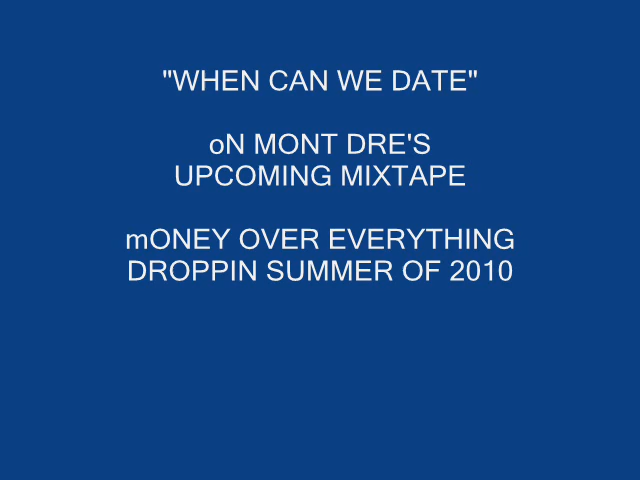 "WHEN CAN WE DATE"
oN MONT DRE'S
UPCOMING MIXTAPE
mONEY OVER EVERYTHING
DROPPIN SUMMER OF 2010